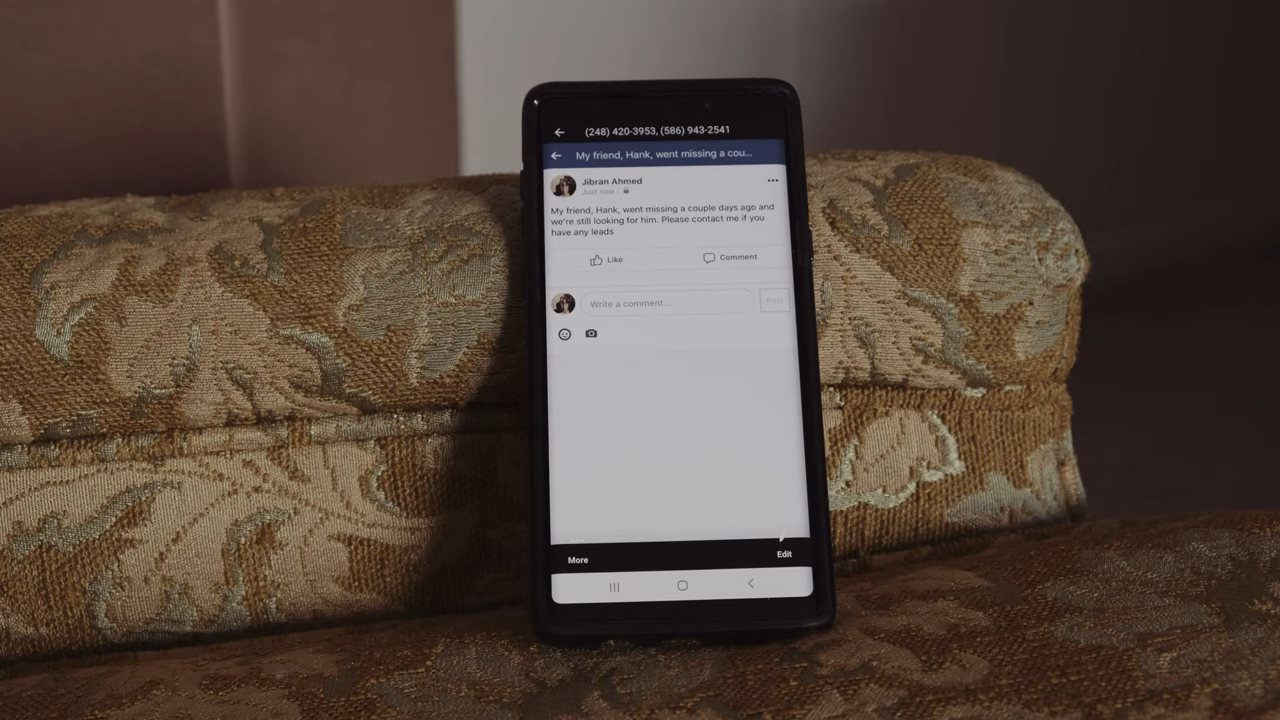 (248) 420-3953, (586) 943-2541
My friend, Hank, went missing a cou...
Jibran Ahmed
Just now
My friend, Hank, went missing a couple days ago and
we're still looking for him. Please contact me if you
have any leads
Like
Comment
Write a comment...
Post
More
Edit